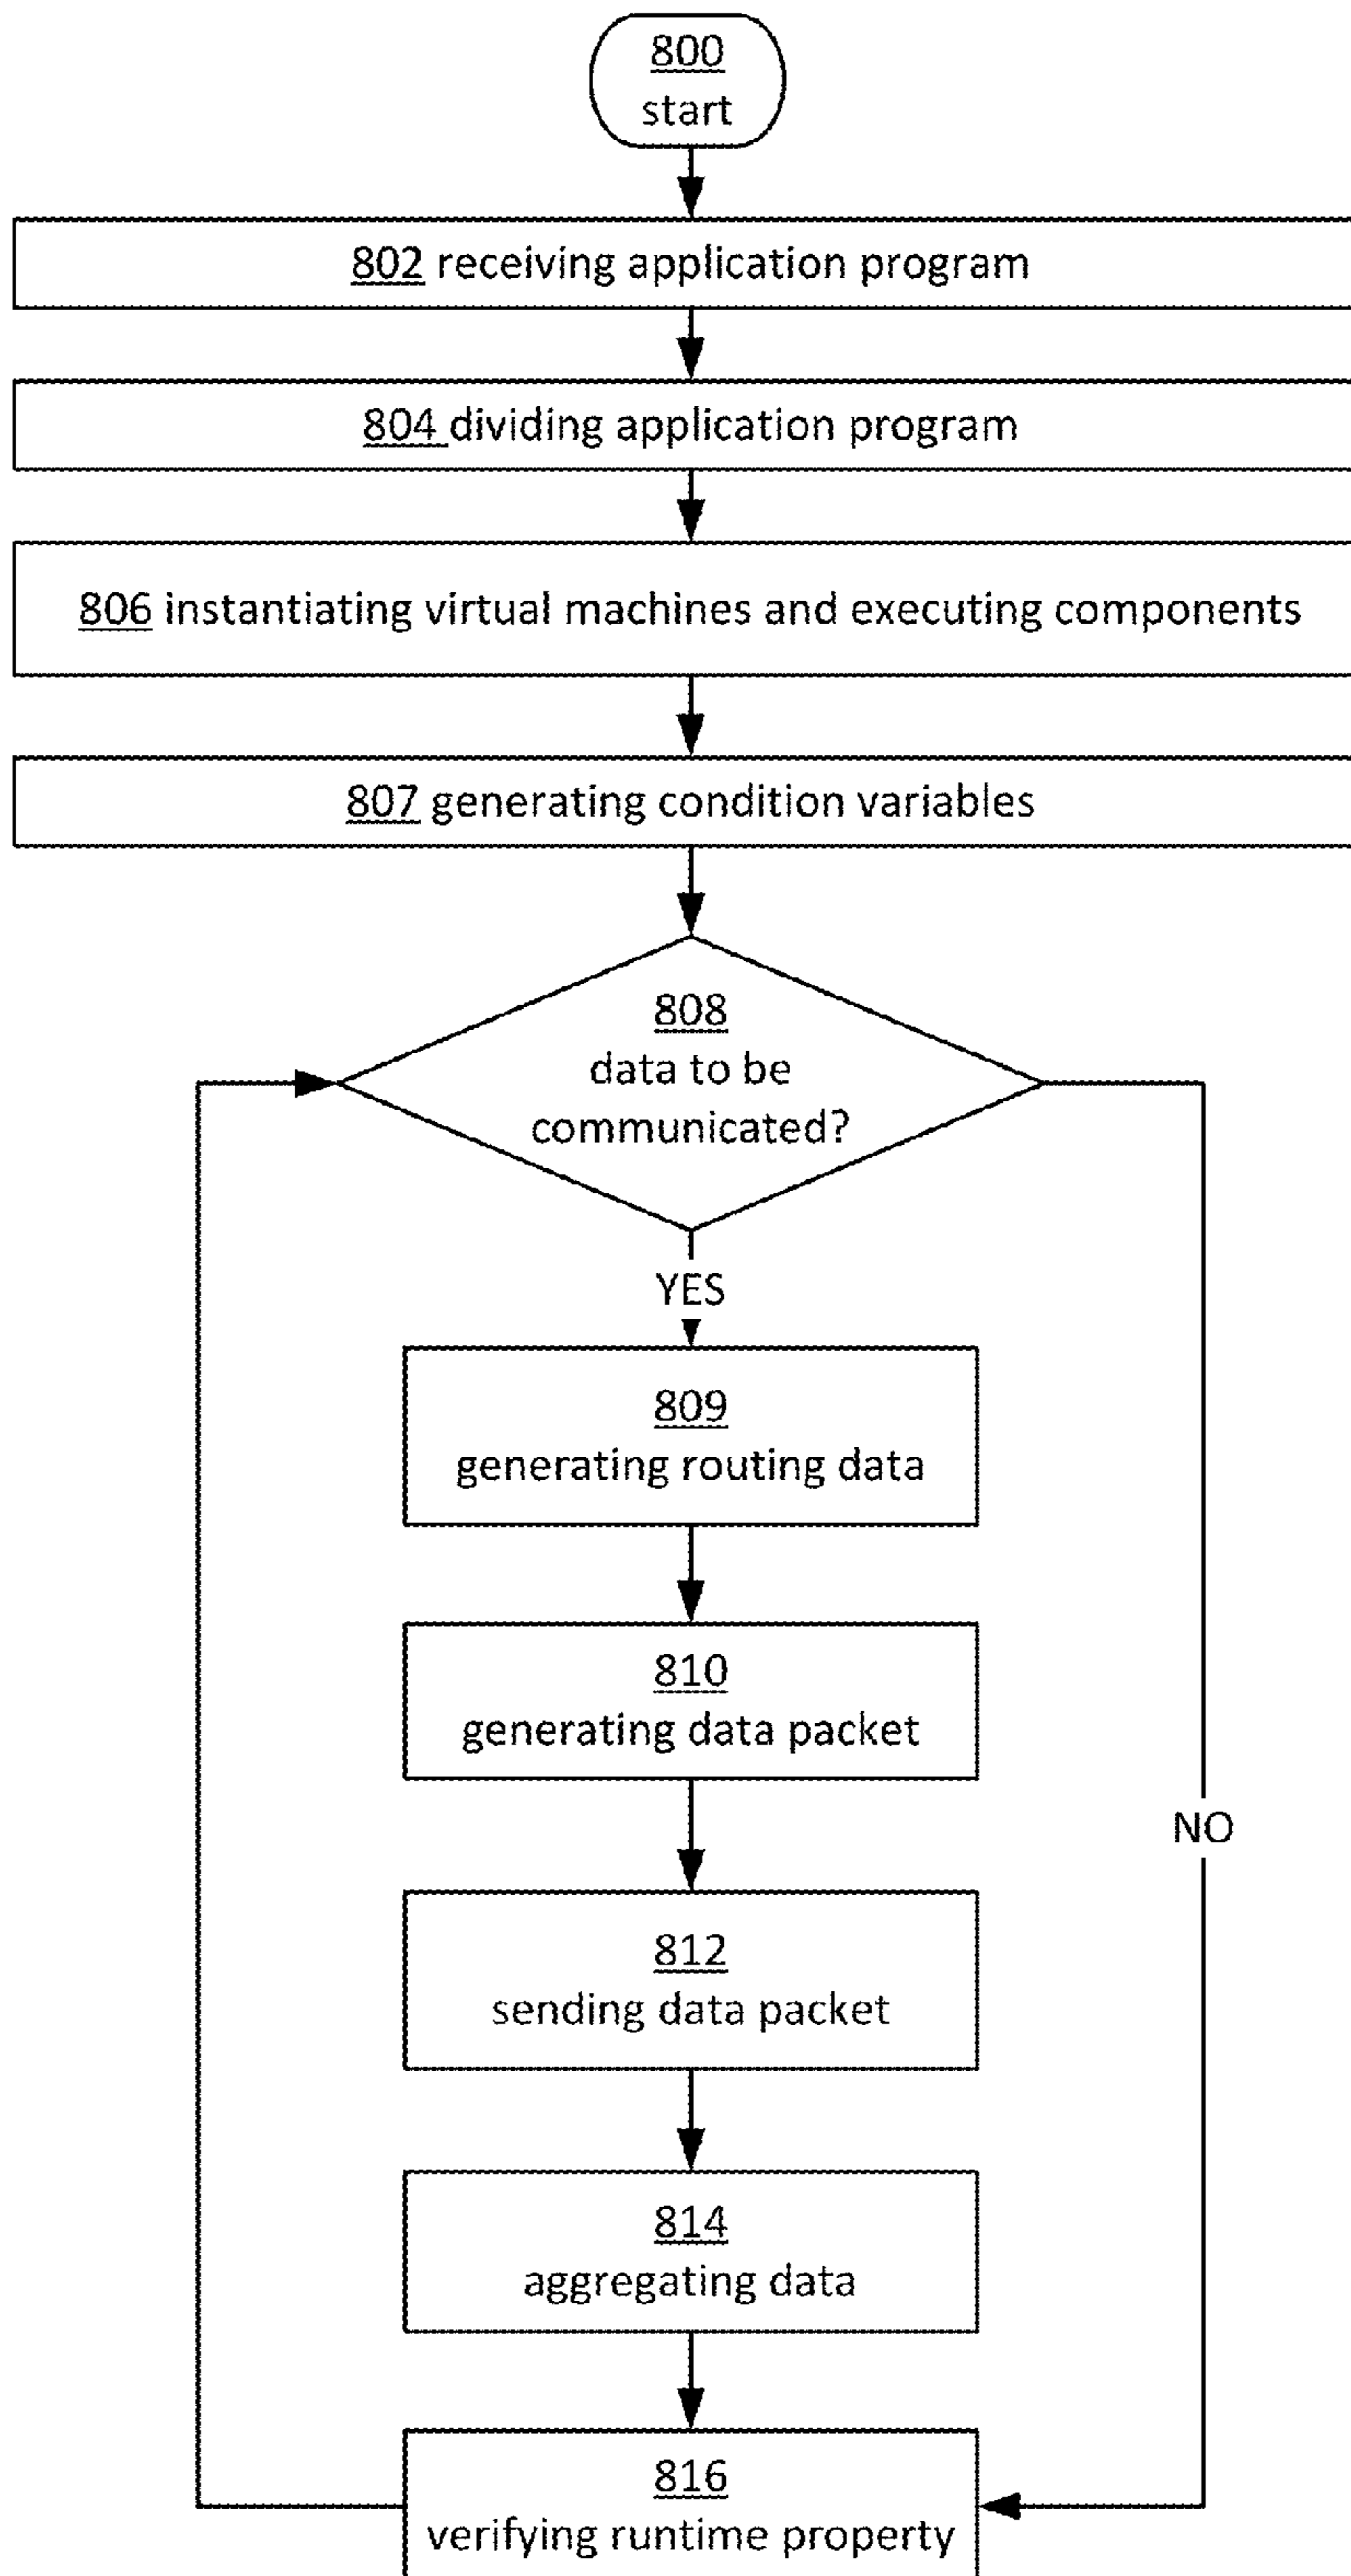 800
start
802 receiving application program
804 dividing application program
806 instantiating virtual machines and executing components
807 generating condition variables
808
data to be
communicated?
YES
809
generating routing data
810
generating data packet
NO
812
sending data packet
814
aggregating data
816
verifying runtime property